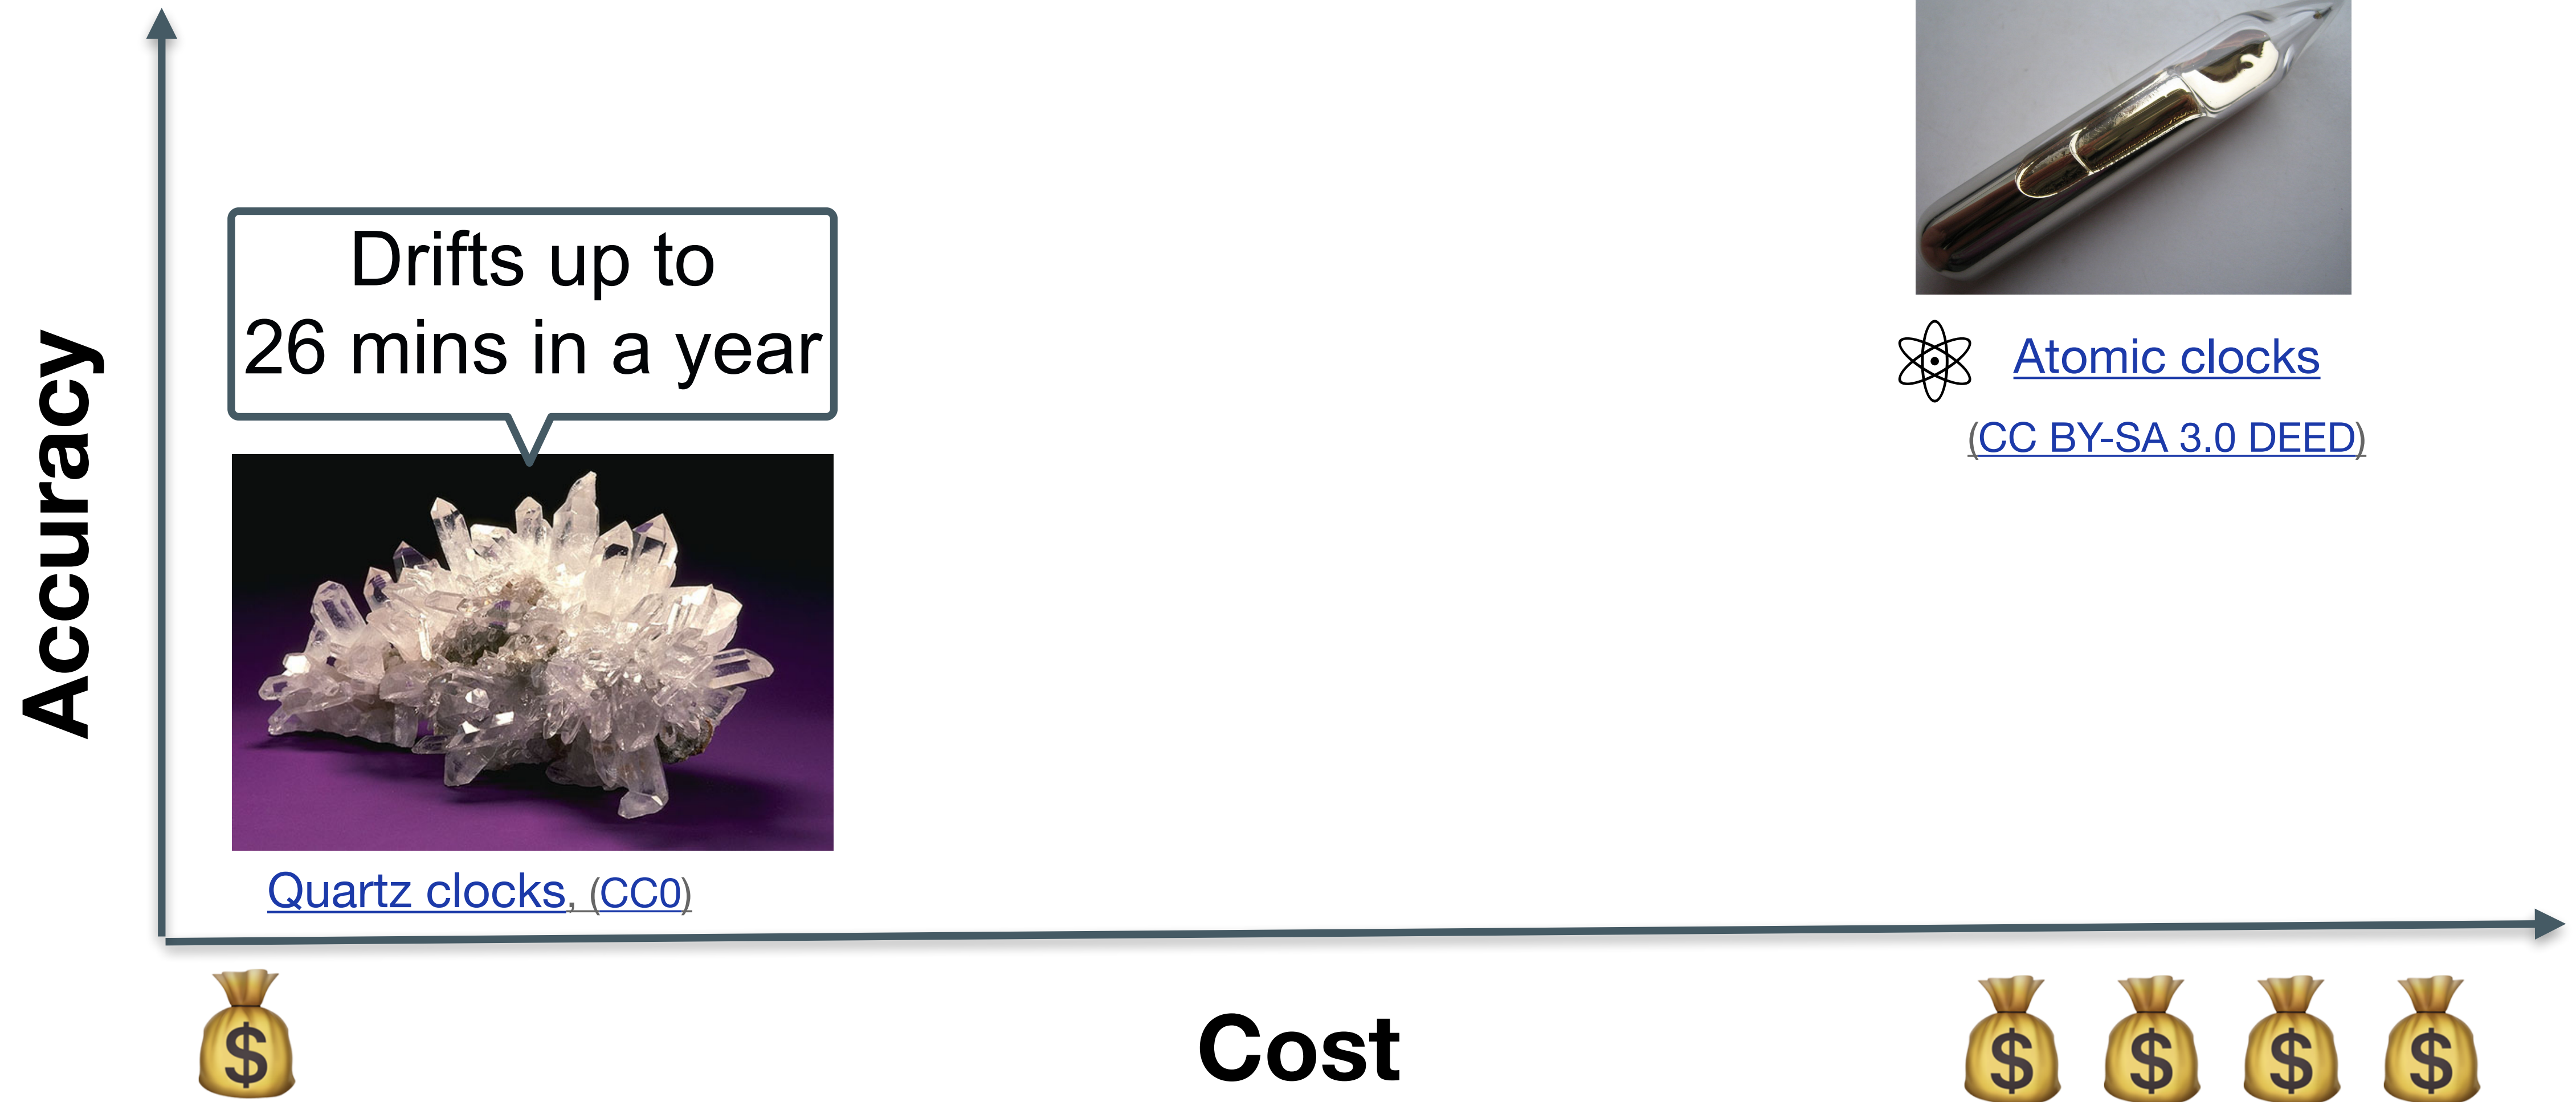 Accuracy
Drifts up to
26 mins in a year
Quartz clocks, (CC0)
Atomic clocks
(CC BY-SA 3.0 DEED)
$
Cost
$ $ $ $